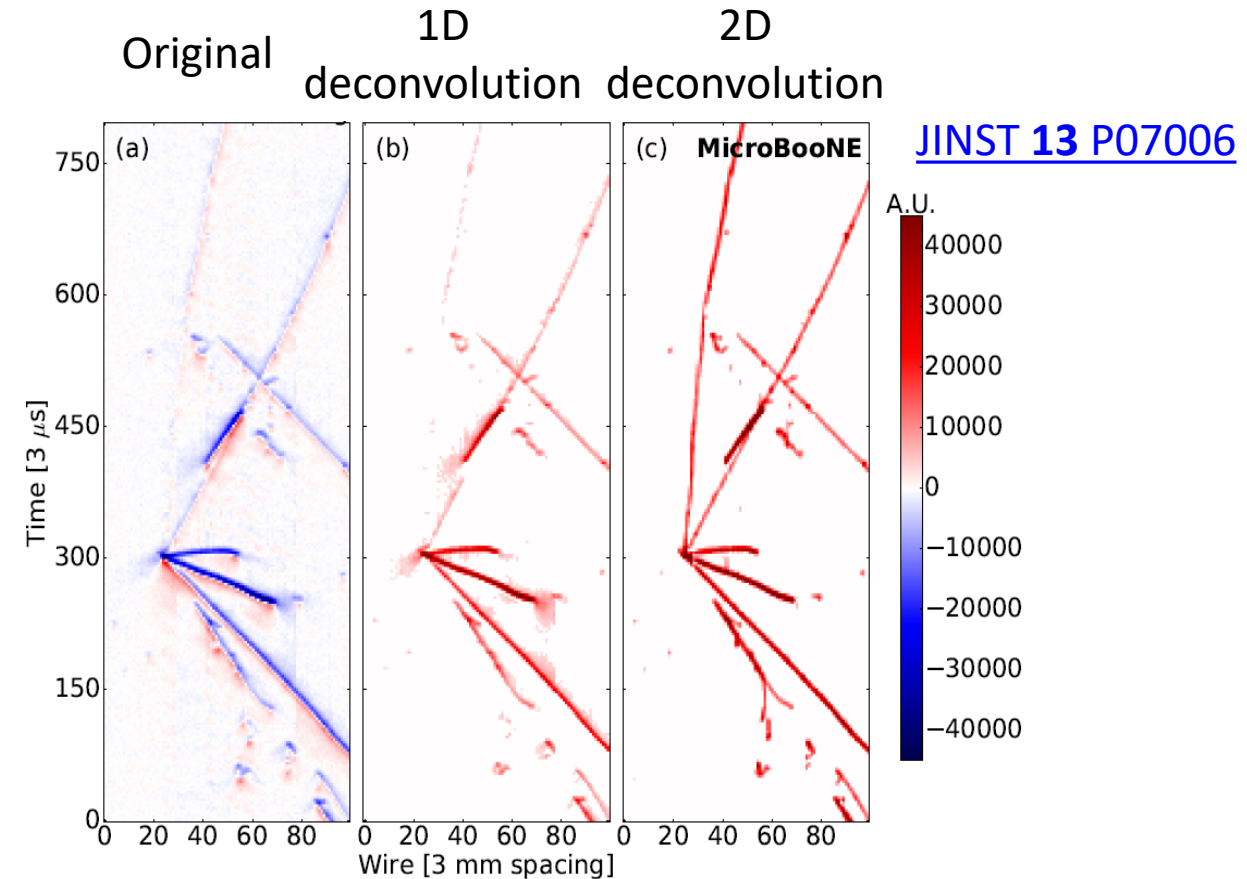 Original
1D
deconvolution
2D
deconvolution
JINST 13 P07006
(a)
(b)
(c) MicroBooNE
A.U.
750
600
450
300
150
0
Time [3 μs]
40000
30000
20000
10000
0
−10000
−20000
−30000
−40000
0 20 40 60 80
0 20 40 60 80
0 20 40 60 80
Wire [3 mm spacing]